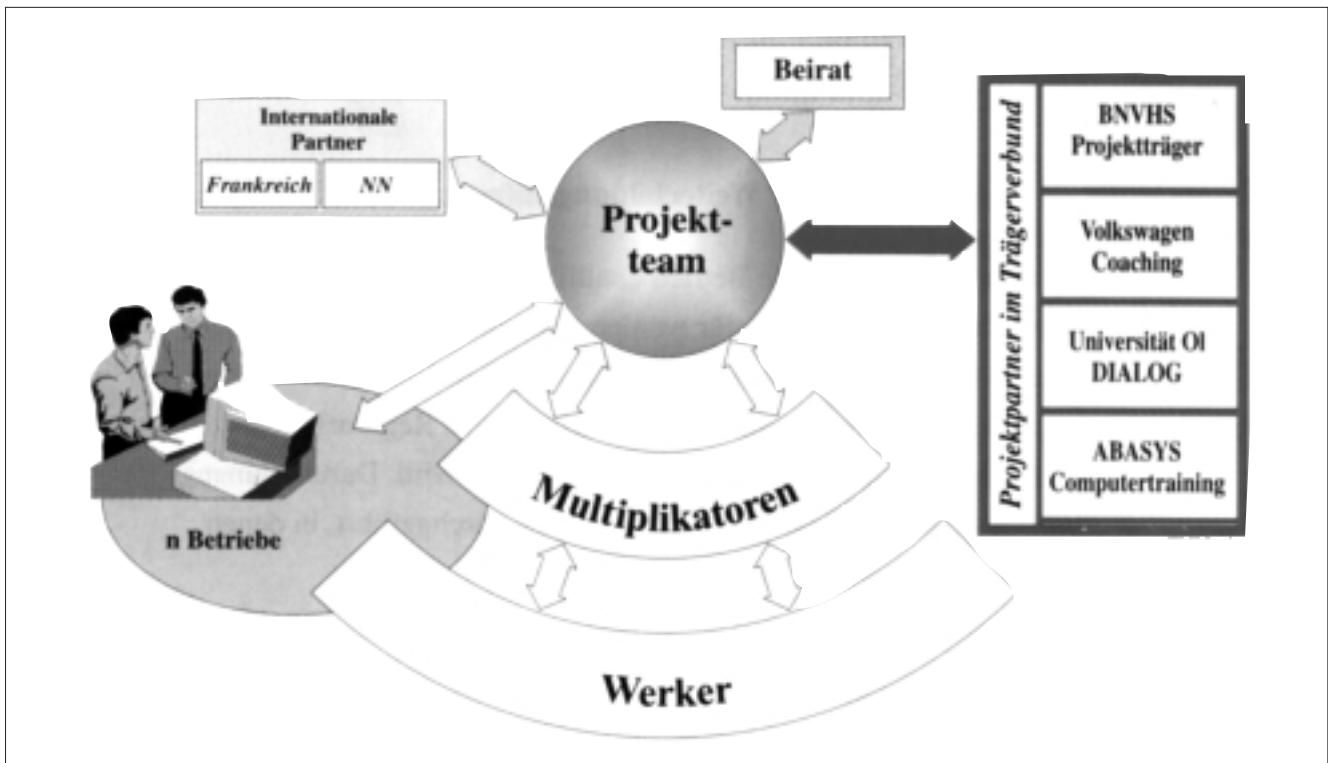 Beirat
Internationale
Partner
Frankreich
NN
Projekt-
team
Projektpartner im Trägerverbund
BNVHS
Projektträger
Volkswagen
Coaching
Universität Ol
DIALOG
ABASYS
Computertraining
n Betriebe
Multiplikatoren
Werker